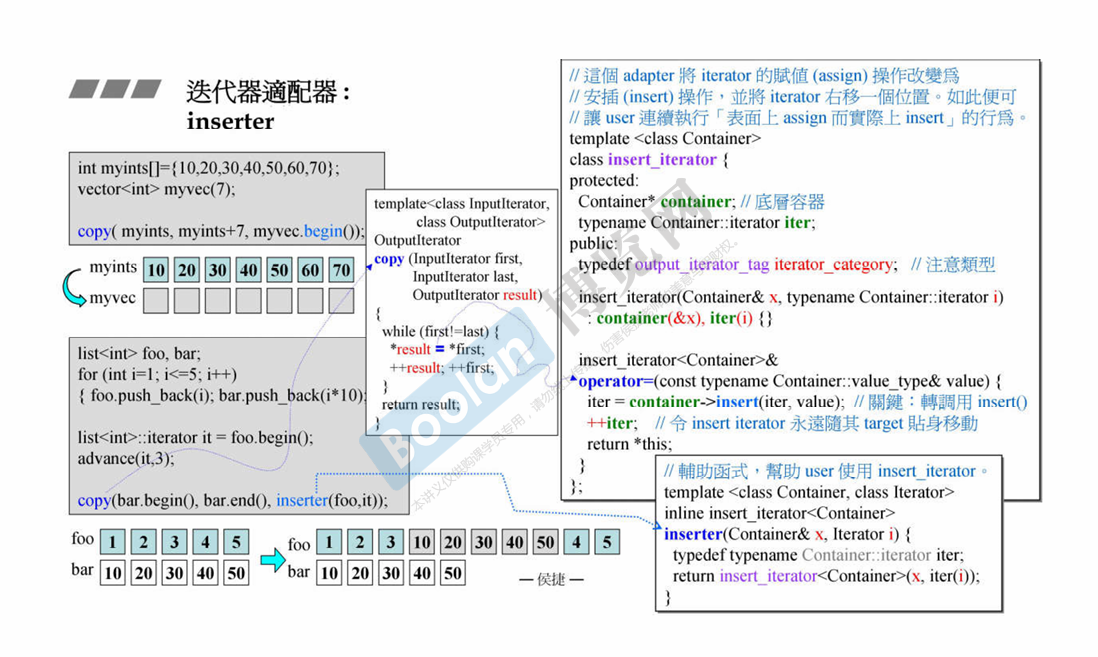 迭代器適配器：
inserter
int myints[]={10,20,30,40,50,60,70};
vector<int> myvec(7);
copy( myints, myints+7, myvec.begin());
myints 10 20 30 40 50 60 70
myvec
list<int> foo, bar;
for (int i=1; i<=5; i++)
{ foo.push_back(i); bar.push_back(i*10);
list<int>::iterator it = foo.begin();
advance(it,3);
copy(bar.begin(), bar.end(), inserter(foo,it));
foo 1 2 3 4 5
bar 10 20 30 40 50
foo 1 2 3 10 20 30 40 50 4 5
bar 10 20 30 40 50
template<class InputIterator,
class OutputIterator>
OutputIterator
copy (InputIterator first,
InputIterator last,
OutputIterator result)
{
while (first!=last) {
*result = *first;
++result; ++first;
}
return result;
}
// 這個 adapter 將 iterator 的賦值 (assign) 操作改變爲
// 安插 (insert) 操作，並將 iterator 右移一個位置。如此便可
// 讓 user 連續執行「表面上 assign 而實際上 insert」的行爲。
template <class Container>
class insert_iterator {
protected:
Container* container; // 底層容器
typename Container::iterator iter;
public:
typedef output_iterator_tag iterator_category; // 注意類型
insert_iterator(Container& x, typename Container::iterator i)
: container(&x), iter(i) {}
insert_iterator<Container>&
operator=(const typename Container::value_type& value) {
iter = container->insert(iter, value); // 關鍵：轉調用 insert()
++iter; // 令 insert iterator 永遠隨其 target 貼身移動
return *this;
}
};
// 輔助函式，幫助 user 使用 insert_iterator。
template <class Container, class Iterator>
inline insert_iterator<Container>
inserter(Container& x, Iterator i) {
typedef typename Container::iterator iter;
return insert_iterator<Container>(x, iter(i));
}
— 侯捷 —
Boolan 博览网